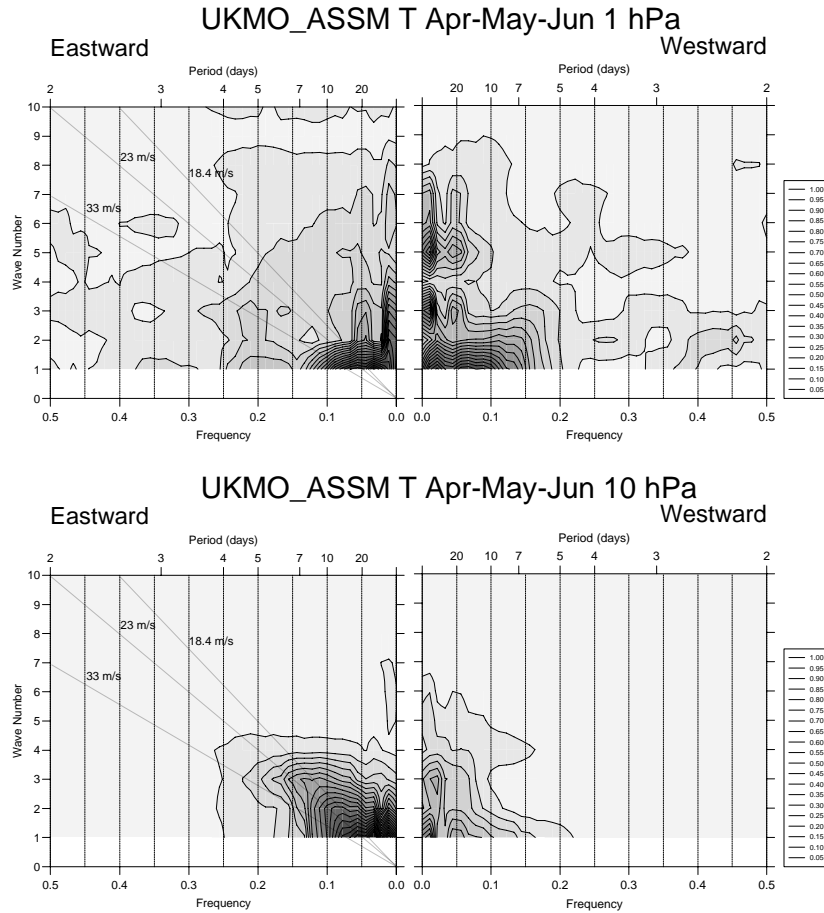 UKMO_ASSM T Apr-May-Jun 1 hPa
Eastward
Westward
Period (days)
Period (days)
2 3 4 5 7 10 20
20 10 7 5 4 3 2
10
9
8
7
6
5
4
3
2
1
0
Wave Number
23 m/s
18.4 m/s
33 m/s
0.5 0.4 0.3 0.2 0.1 0.0
0.0 0.1 0.2 0.3 0.4 0.5
Frequency
Frequency
1.00
0.95
0.90
0.85
0.80
0.75
0.70
0.65
0.60
0.55
0.50
0.45
0.40
0.35
0.30
0.25
0.20
0.15
0.10
0.05
UKMO_ASSM T Apr-May-Jun 10 hPa
Eastward
Westward
Period (days)
Period (days)
2 3 4 5 7 10 20
20 10 7 5 4 3 2
10
9
8
7
6
5
4
3
2
1
0
Wave Number
23 m/s
18.4 m/s
33 m/s
0.5 0.4 0.3 0.2 0.1 0.0
0.0 0.1 0.2 0.3 0.4 0.5
Frequency
Frequency
1.00
0.95
0.90
0.85
0.80
0.75
0.70
0.65
0.60
0.55
0.50
0.45
0.40
0.35
0.30
0.25
0.20
0.15
0.10
0.05